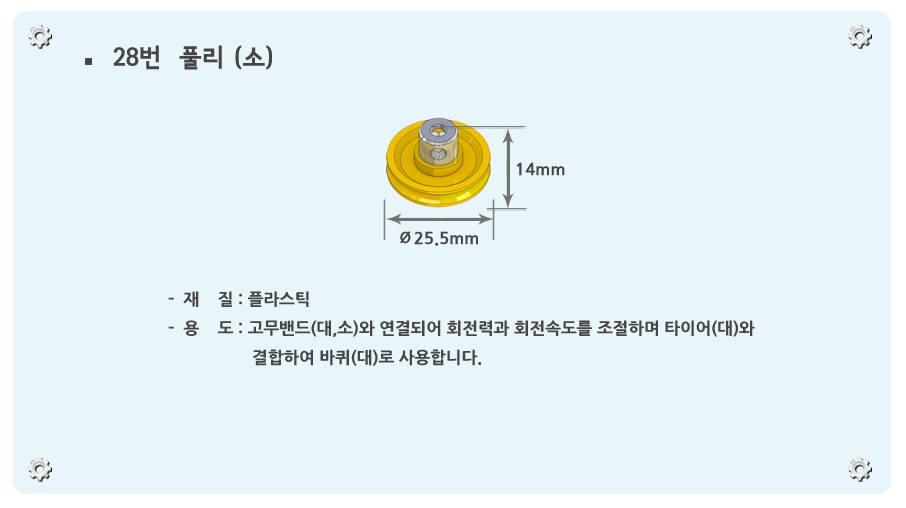 ▪ 28번 풀리 (소)
14mm
Ø 25.5mm
- 재 질 : 플라스틱
- 용 도 : 고무밴드(대,소)와 연결되어 회전력과 회전속도를 조절하며 타이어(대)와
결합하여 바퀴(대)로 사용합니다.